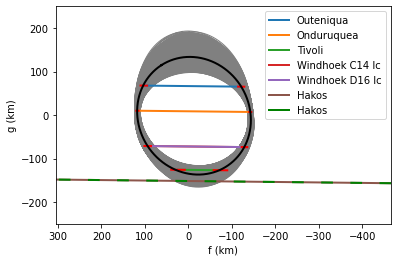 200
100
0
−100
−200
g (km)
300
200
100
0
−100
−200
−300
−400
f (km)
Outeniqua
Onduruquea
Tivoli
Windhoek C14 lc
Windhoek D16 lc
Hakos
Hakos